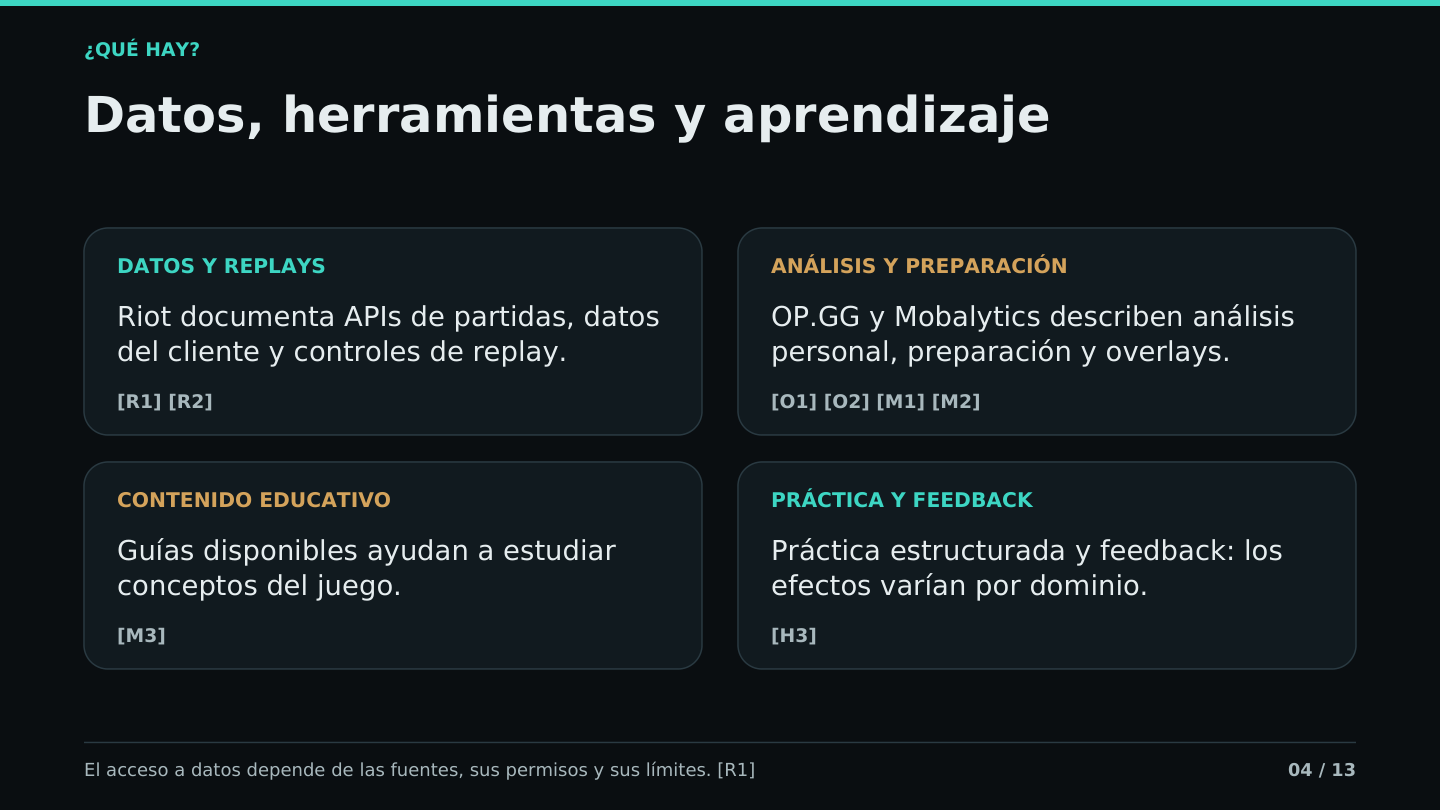 ¿QUÉ HAY?
Datos, herramientas y aprendizaje
DATOS Y REPLAYS
Riot documenta APIs de partidas, datos
del cliente y controles de replay.
[R1] [R2]
ANÁLISIS Y PREPARACIÓN
OP.GG y Mobalytics describen análisis
personal, preparación y overlays.
[O1] [O2] [M1] [M2]
CONTENIDO EDUCATIVO
Guías disponibles ayudan a estudiar
conceptos del juego.
[M3]
PRÁCTICA Y FEEDBACK
Práctica estructurada y feedback: los
efectos varían por dominio.
[H3]
El acceso a datos depende de las fuentes, sus permisos y sus límites. [R1]
04 / 13